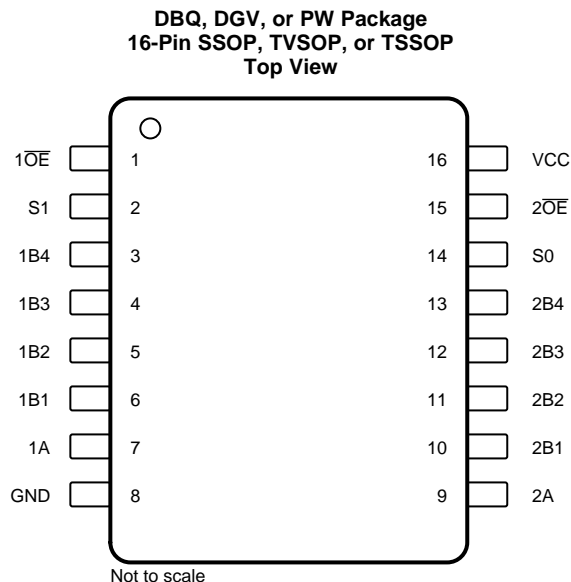 DBQ, DGV, or PW Package
16-Pin SSOP, TVSOP, or TSSOP
Top View
1O̅E̅ 1 16 VCC
S1 2 15 2O̅E̅
1B4 3 14 S0
1B3 4 13 2B4
1B2 5 12 2B3
1B1 6 11 2B2
1A 7 10 2B1
GND 8 9 2A
Not to scale